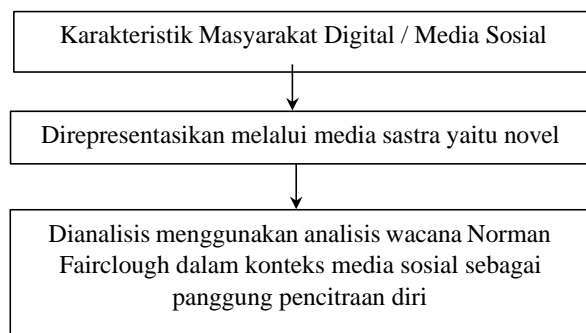 Karakteristik Masyarakat Digital / Media Sosial
Direpresentasikan melalui media sastra yaitu novel
Dianalisis menggunakan analisis wacana Norman
Fairclough dalam konteks media sosial sebagai
panggung pencitraan diri